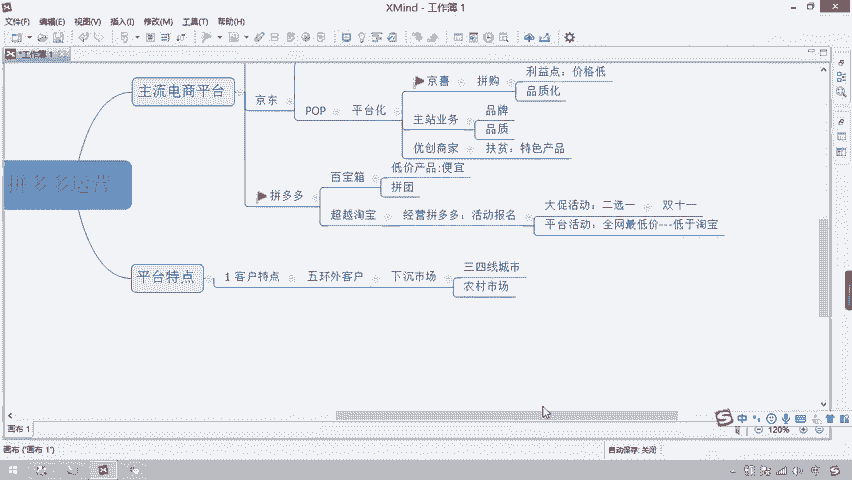 XMind - 工作簿 1
文件(F) 编辑(E) 视图(V) 插入(I) 修改(M) 工具(T) 帮助(H)
*工作簿 1
主流电商平台
京东
POP
平台化
京喜
拼购
利益点：价格低
品质化
主站业务
品牌
品质
优创商家
扶贫：特色产品
拼多多运营
拼多多
百宝箱
低价产品:便宜
拼团
超越淘宝
经营拼多多：活动报名
大促活动：二选一
双十一
平台活动：全网最低价---低于淘宝
平台特点
1 客户特点
五环外客户
下沉市场
三四线城市
农村市场
画布 1
中
120%
画布 ('画布 1')
自动保存: 关闭